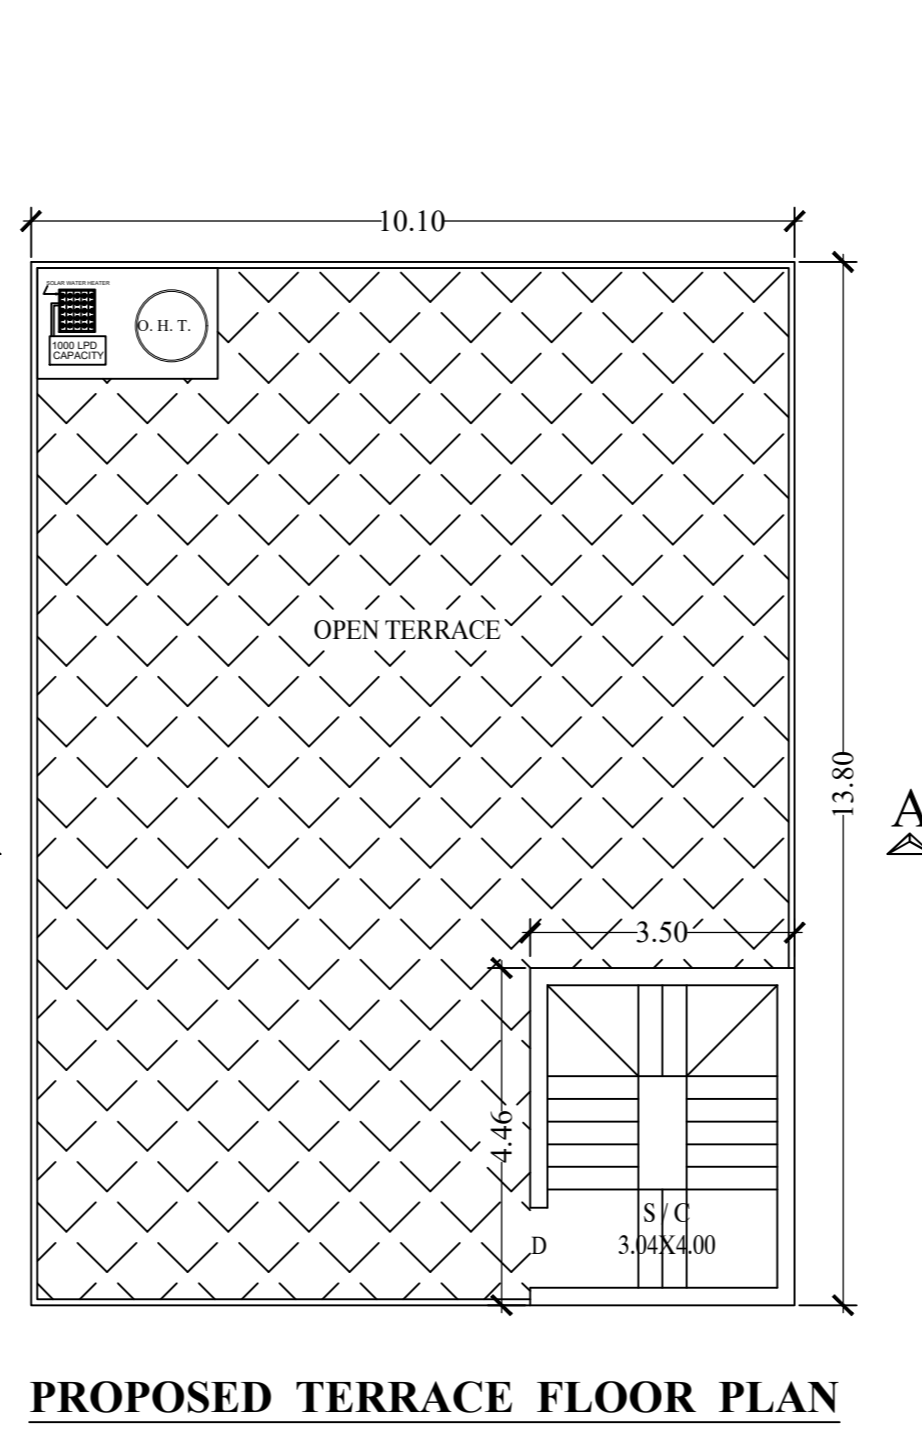 10.10
SOLAR WATER HEATER
1000 LPD
CAPACITY
O. H. T.
OPEN TERRACE
13.80
A
3.50
4.46
S / C
D
3.04X4.00
PROPOSED TERRACE FLOOR PLAN